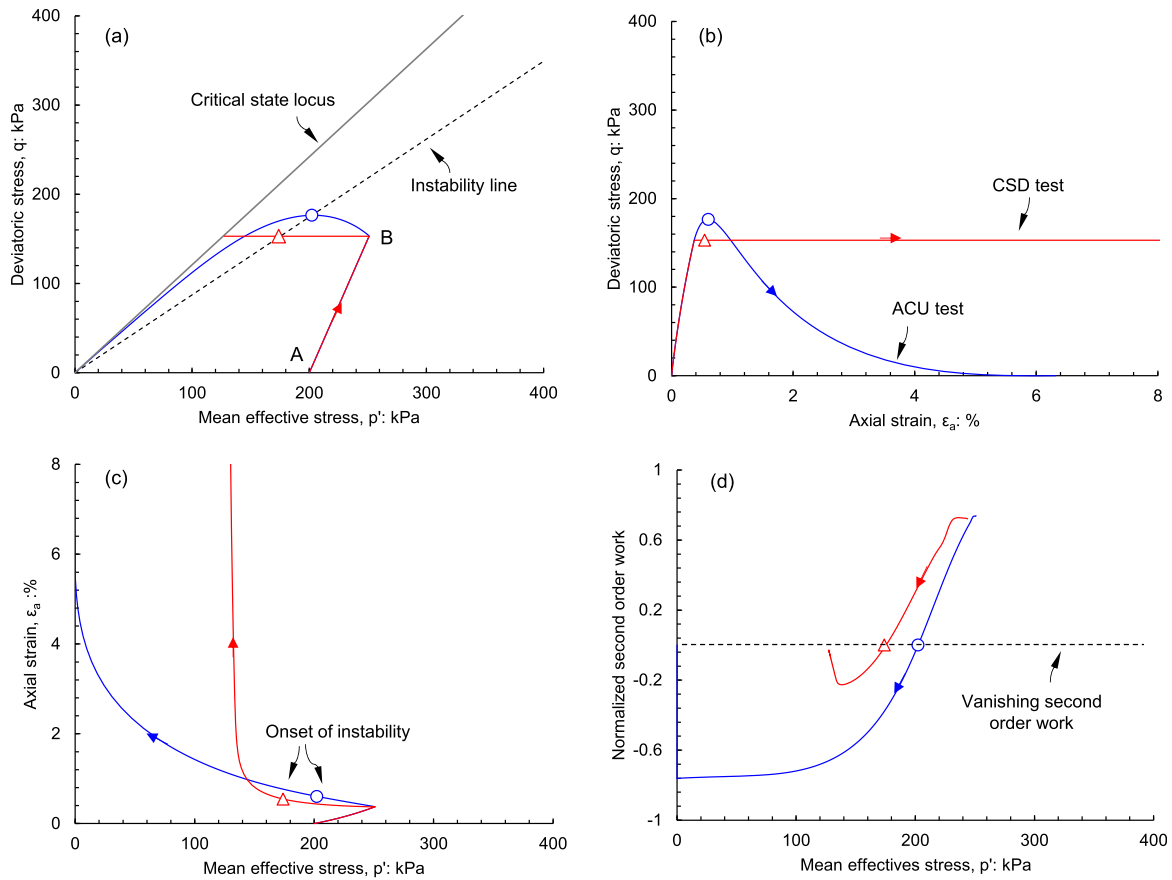 (a)
Deviatoric stress, q: kPa
400
300
200
100
0
Critical state locus
Instability line
B
A
0 100 200 300 400
Mean effective stress, p': kPa
(b)
Deviatoric stress, q: kPa
400
300
200
100
0
CSD test
ACU test
0 2 4 6 8
Axial strain, εa: %
(c)
Axial strain, εa :%
8
6
4
2
0
Onset of instability
0 100 200 300 400
Mean effective stress, p': kPa
(d)
Normalized second order work
1
0.6
0.2
-0.2
-0.6
-1
Vanishing second
order work
0 100 200 300 400
Mean effectives stress, p': kPa